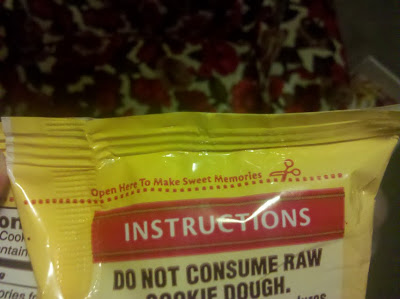 Open Here To Make Sweet Memories
INSTRUCTIONS
DO NOT CONSUME RAW
COOKIE DOUGH.